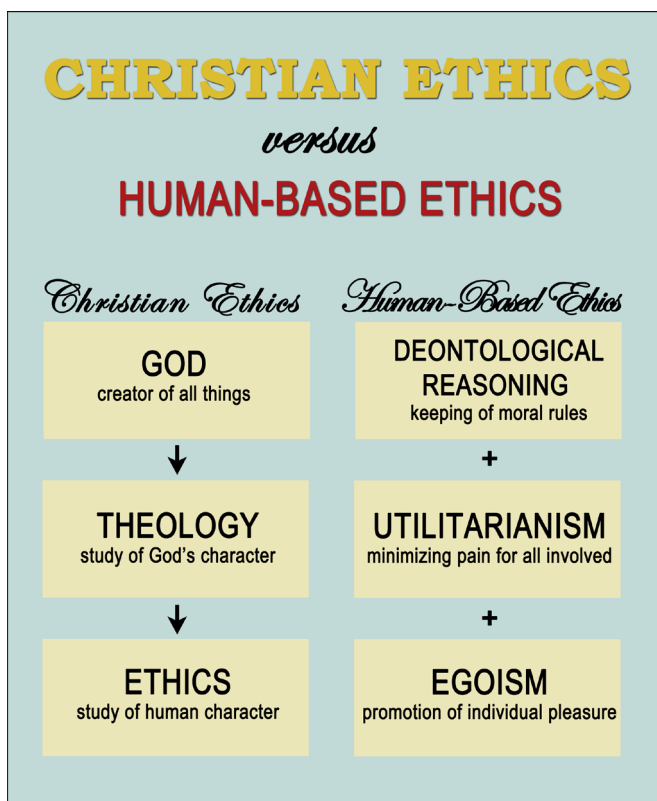 CHRISTIAN ETHICS
versus
HUMAN-BASED ETHICS
Christian Ethics
GOD
creator of all things
THEOLOGY
study of God's character
ETHICS
study of human character
Human-Based Ethics
DEONTOLOGICAL
REASONING
keeping of moral rules
+
UTILITARIANISM
minimizing pain for all involved
+
EGOISM
promotion of individual pleasure